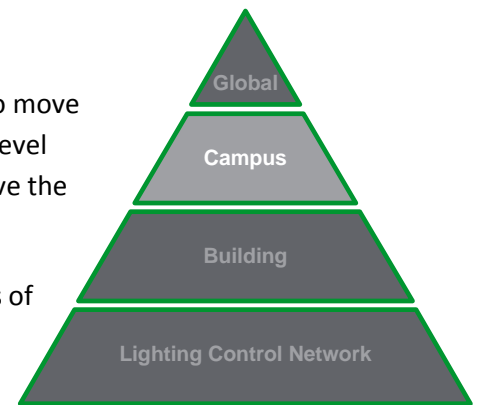 Global
move
evel
ve the
Campus
Building
of
Lighting Control Network